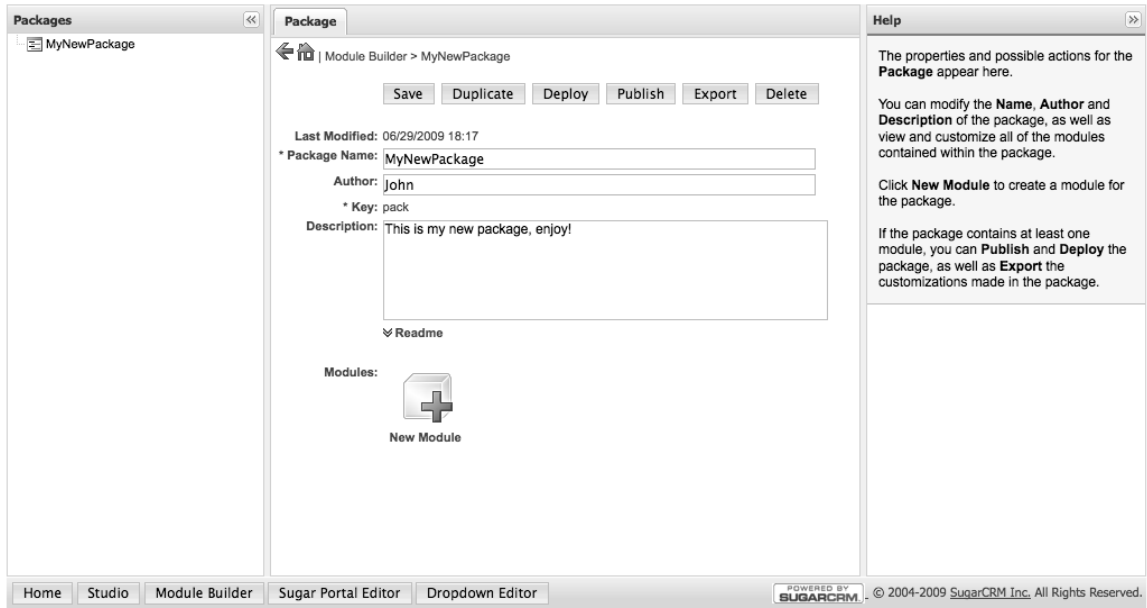 Packages
MyNewPackage
Package
| Module Builder > MyNewPackage
Save Duplicate Deploy Publish Export Delete
Last Modified: 06/29/2009 18:17
* Package Name: MyNewPackage
Author: John
* Key: pack
Description: This is my new package, enjoy!
Readme
Modules:
New Module
Help
The properties and possible actions for the
Package appear here.
You can modify the Name, Author and
Description of the package, as well as
view and customize all of the modules
contained within the package.
Click New Module to create a module for
the package.
If the package contains at least one
module, you can Publish and Deploy the
package, as well as Export the
customizations made in the package.
Home Studio Module Builder Sugar Portal Editor Dropdown Editor
POWERED BY
SUGARCRM. © 2004-2009 SugarCRM Inc. All Rights Reserved.